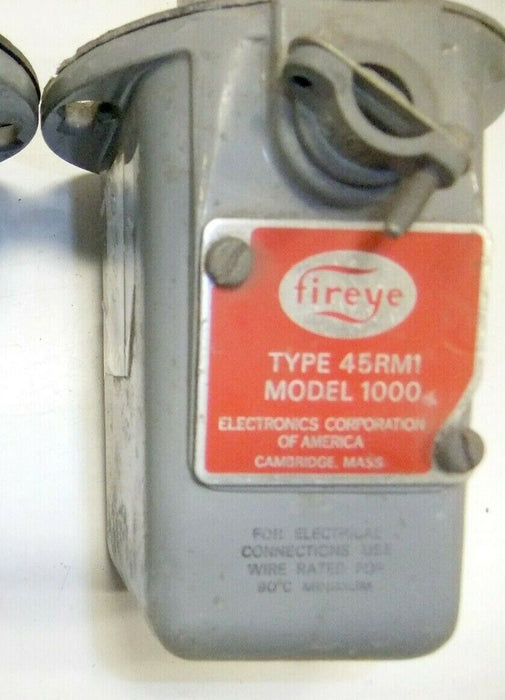 fireye
TYPE 45RM1
MODEL 1000
ELECTRONICS CORPORATION
OF AMERICA
CAMBRIDGE, MASS
FOR ELECTRICAL
CONNECTIONS USE
WIRE RATED FOR
90°C MINIMUM